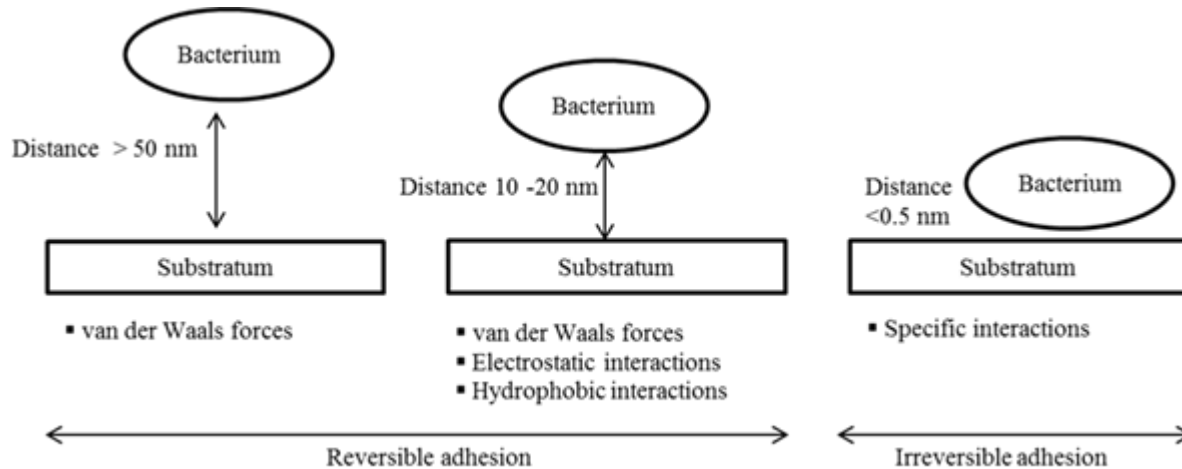 Bacterium
Distance > 50 nm
Substratum
▪ van der Waals forces
Bacterium
Distance 10 -20 nm
Substratum
▪ van der Waals forces
▪ Electrostatic interactions
▪ Hydrophobic interactions
Reversible adhesion
Bacterium
Distance
<0.5 nm
Substratum
▪ Specific interactions
Irreversible adhesion